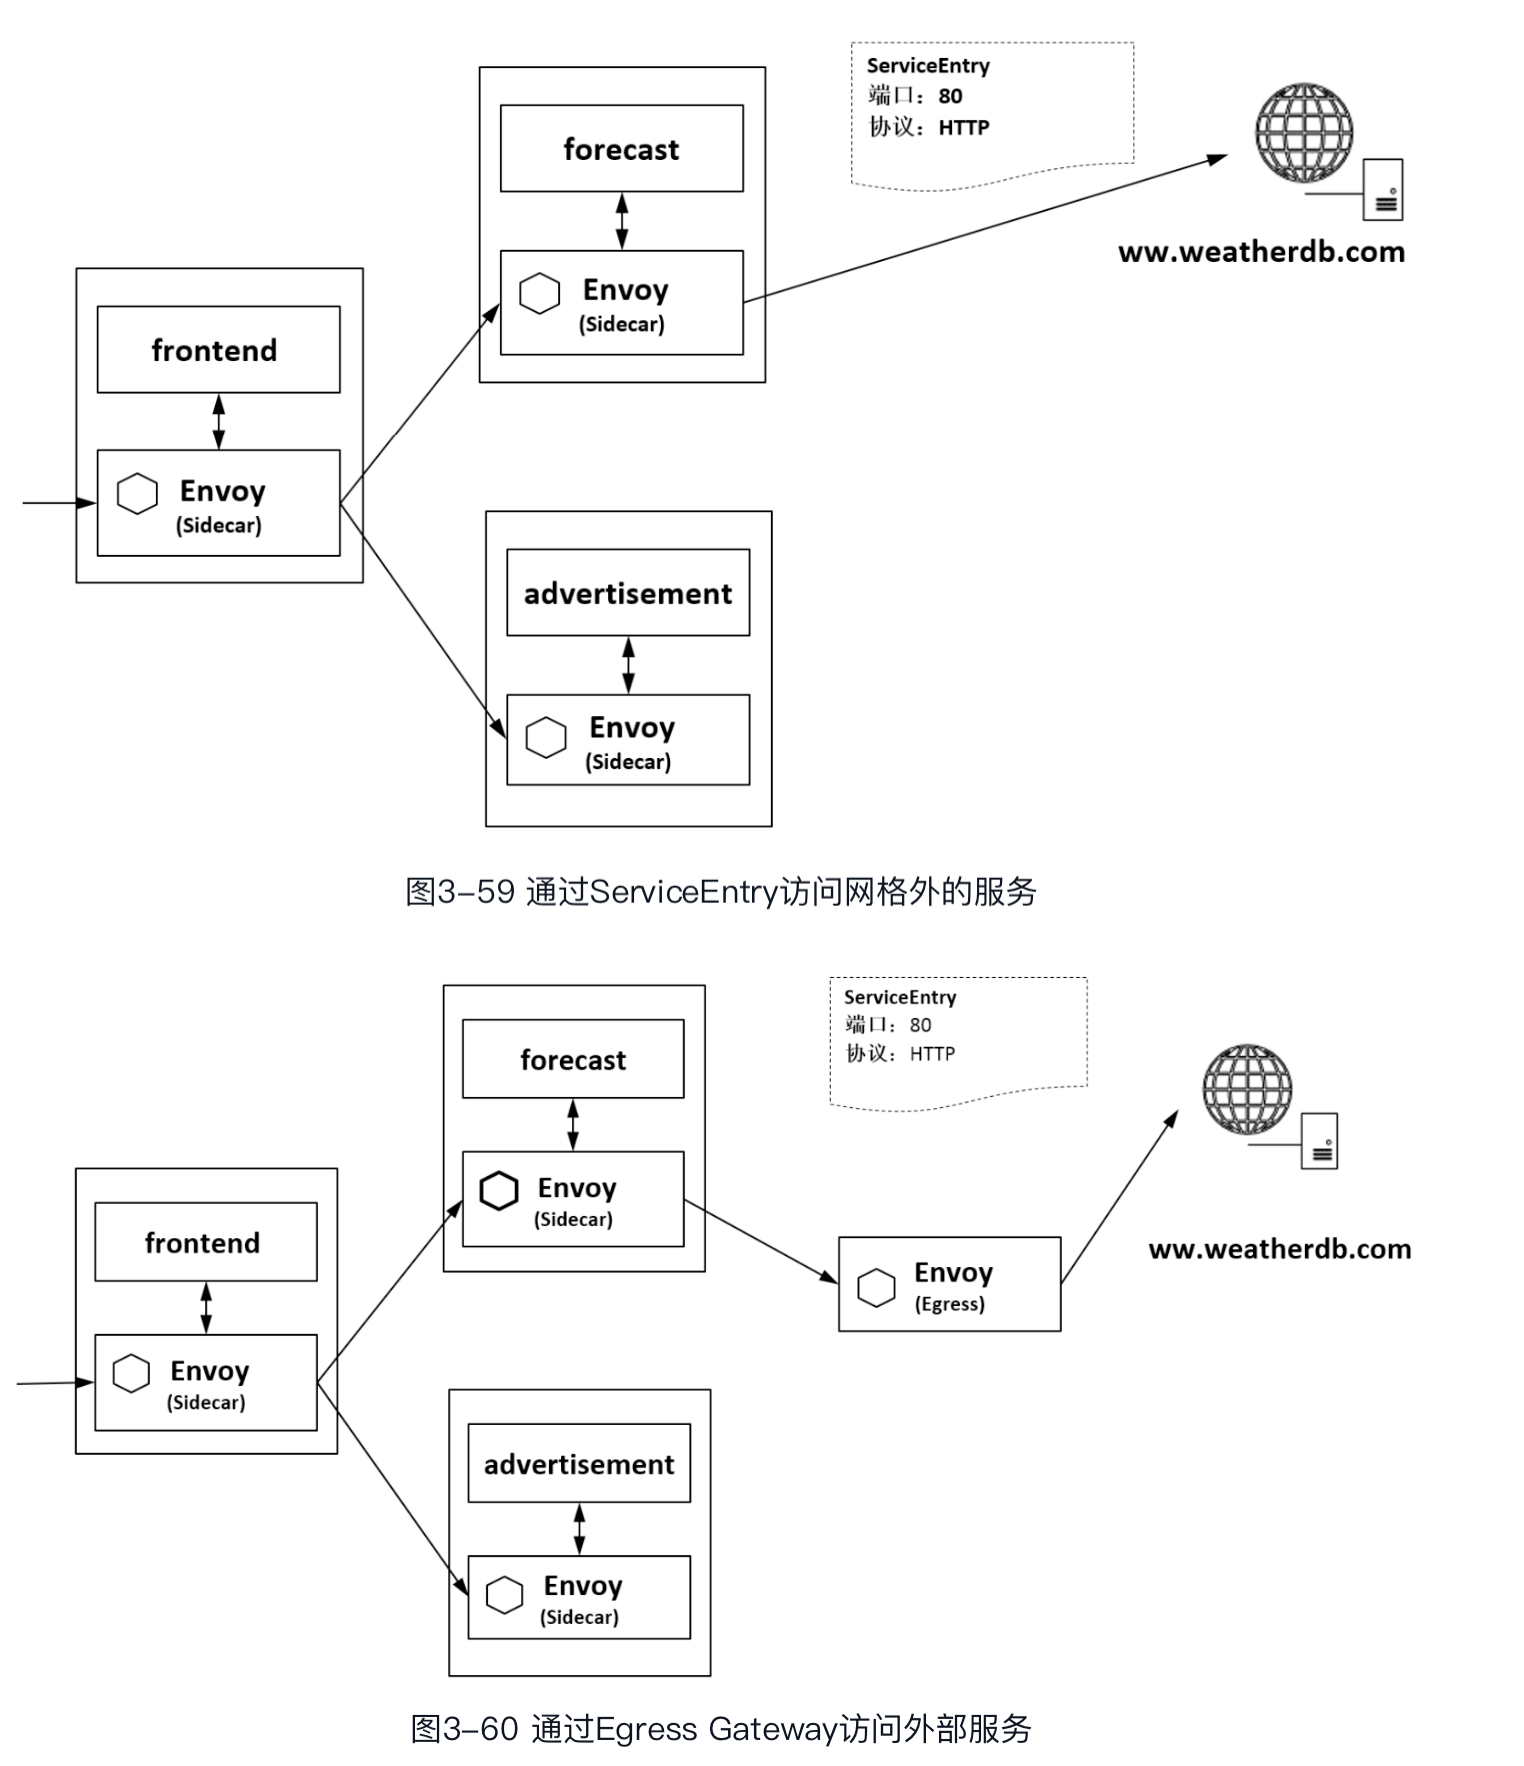 ServiceEntry
端口：80
协议：HTTP
forecast
Envoy
(Sidecar)
ww.weatherdb.com
frontend
Envoy
(Sidecar)
advertisement
Envoy
(Sidecar)
图3-59 通过ServiceEntry访问网格外的服务
ServiceEntry
端口：80
协议：HTTP
forecast
Envoy
(Sidecar)
frontend
Envoy
(Sidecar)
Envoy
(Egress)
ww.weatherdb.com
advertisement
Envoy
(Sidecar)
图3-60 通过Egress Gateway访问外部服务